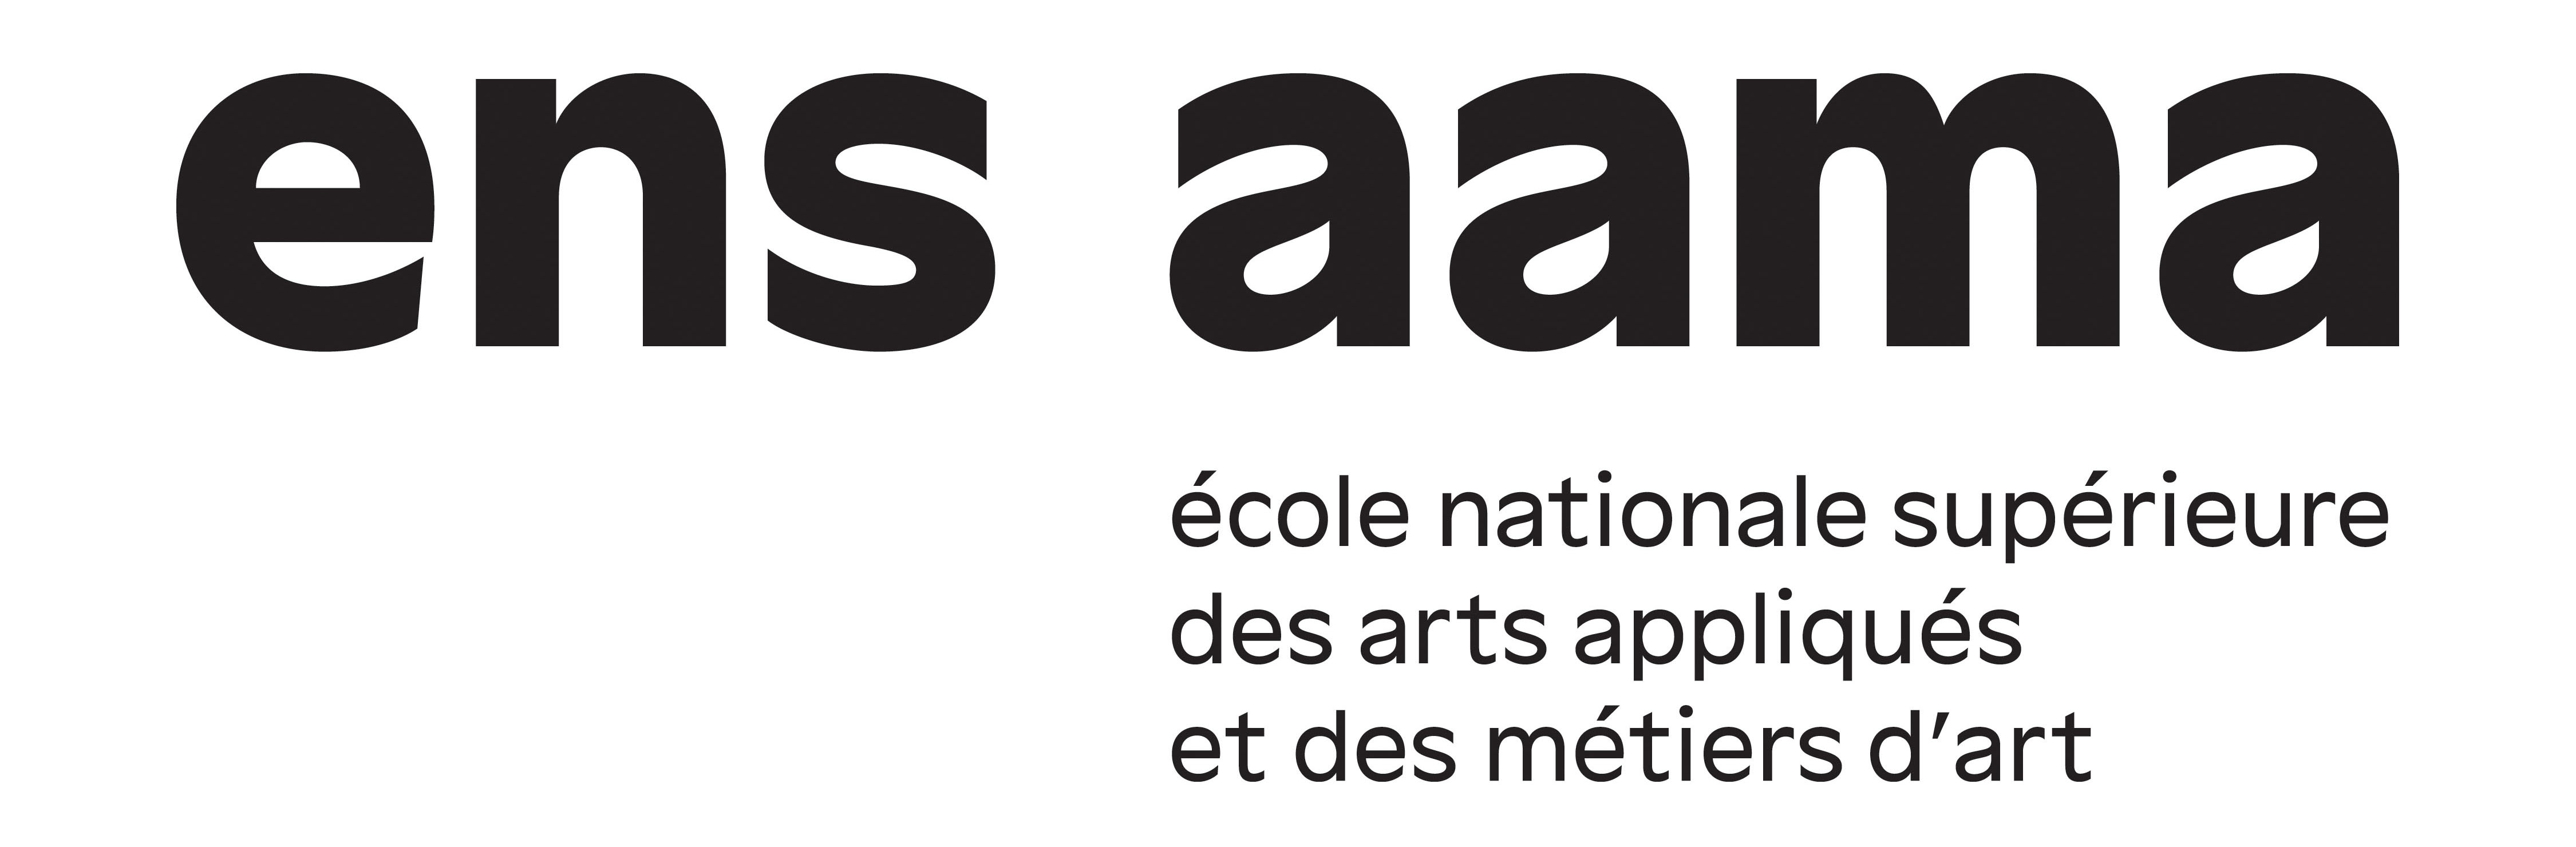 ens aama
école nationale supérieure
des arts appliqués
et des métiers d’art